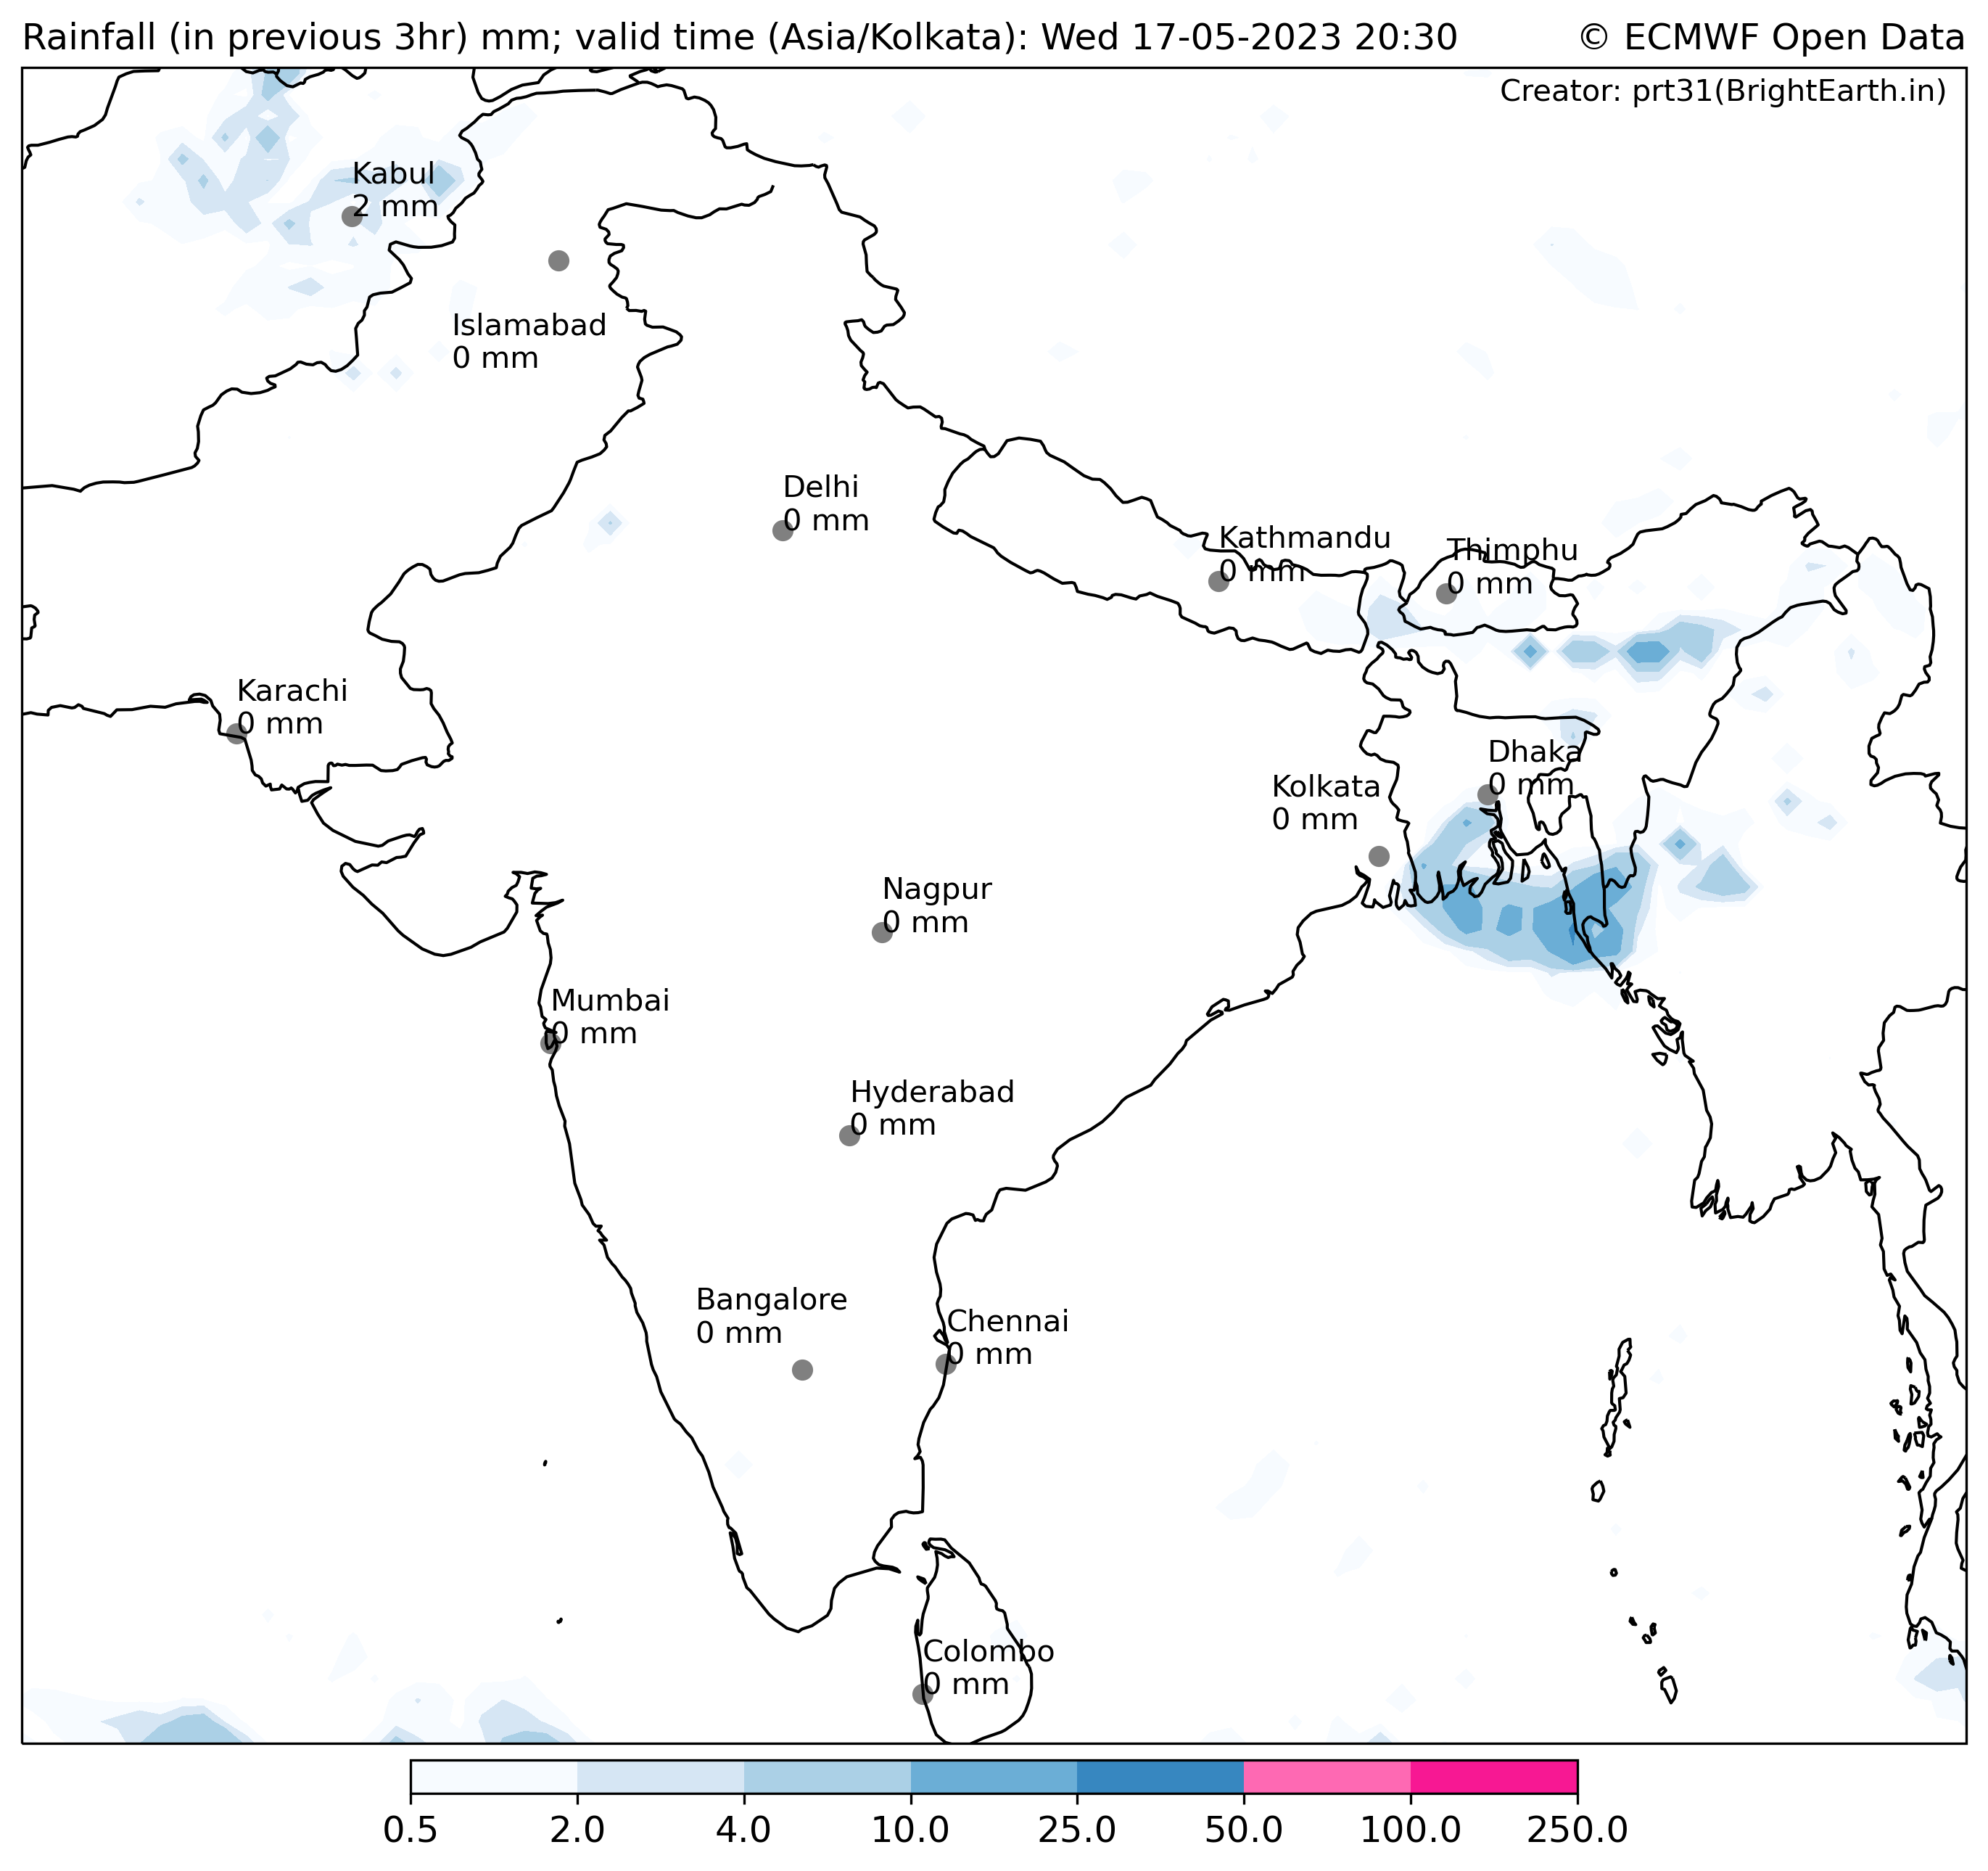 Rainfall (in previous 3hr) mm; valid time (Asia/Kolkata): Wed 17-05-2023 20:30
© ECMWF Open Data
Creator: prt31(BrightEarth.in)
Kabul
2 mm
Islamabad
0 mm
Delhi
0 mm
Kathmandu
0 mm
Thimphu
0 mm
Karachi
0 mm
Dhaka
0 mm
Kolkata
0 mm
Nagpur
0 mm
Mumbai
0 mm
Hyderabad
0 mm
Bangalore
0 mm
Chennai
0 mm
Colombo
0 mm
0.5 2.0 4.0 10.0 25.0 50.0 100.0 250.0